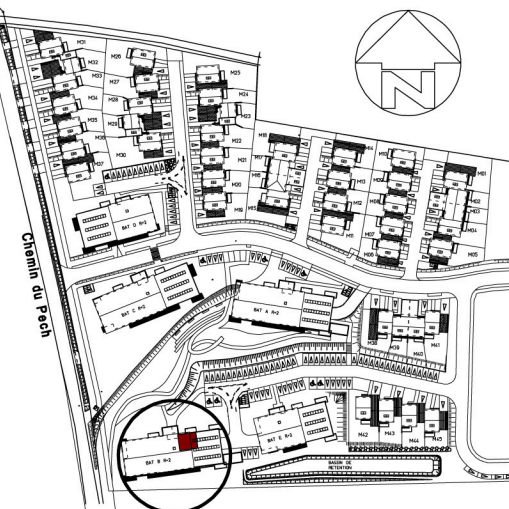 N
M31
M32
M33
M34
M35
M36
M37
M26
M27
M28
M29
M30
M25
M24
M23
M22
M21
M20
M19
M18
M17
M16
M15
M14
M13
M12
M11
M10
M09
M08
M07
M06
M01
M02
M03
M04
M05
BAT D R+2
Chemin du Pech
BAT C R+2
BAT A R+2
M38
M39
M40
M41
BAT B R+2
BAT E R+2
M42
M43
M44
M45
BASSIN DE
RETENTION